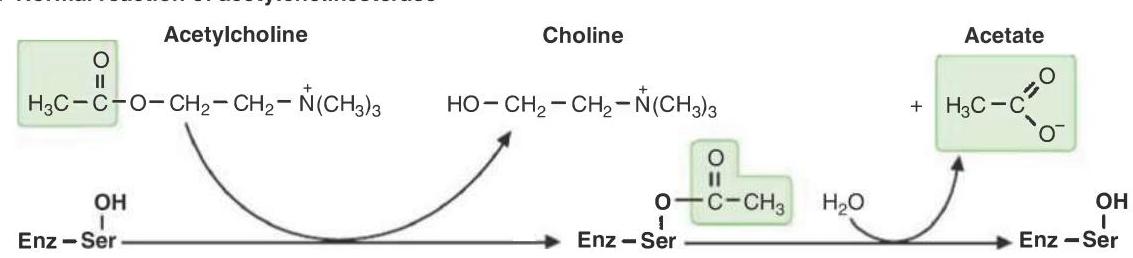 Acetylcholine Choline Acetate
O
H₃C–C–O–CH₂–CH₂–N⁺(CH₃)₃
HO–CH₂–CH₂–N⁺(CH₃)₃
+ H₃C–C
O
O⁻
OH
Enz–Ser
O
O–C–CH₃
Enz–Ser
H₂O
OH
Enz–Ser